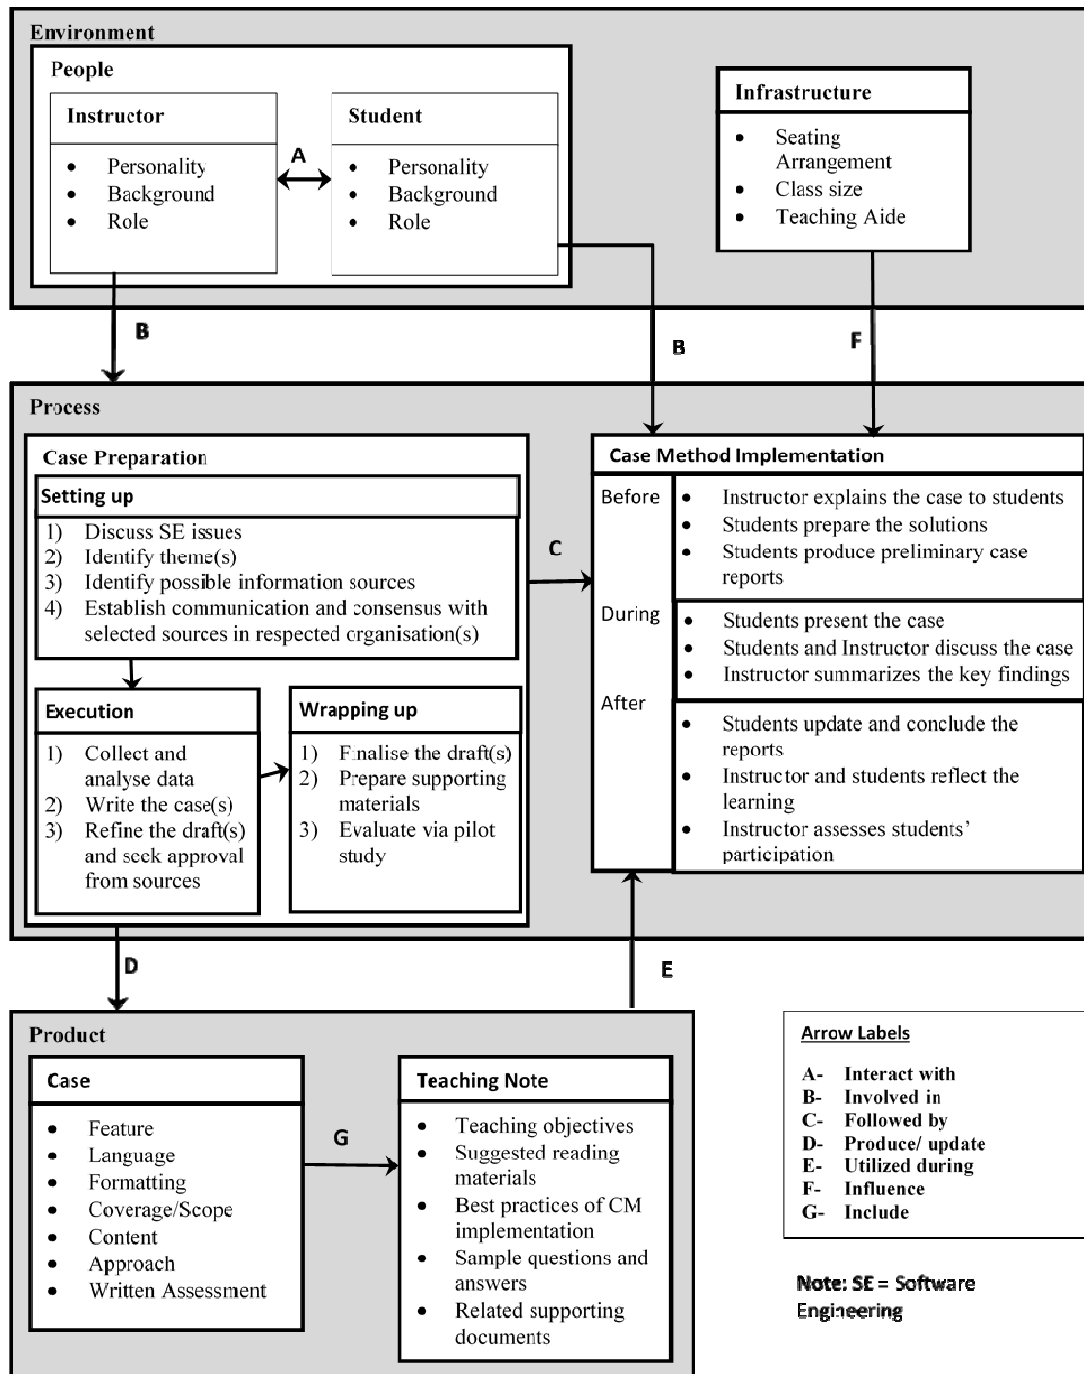 Environment
People
Instructor
• Personality
• Background
• Role
A
Student
• Personality
• Background
• Role
Infrastructure
• Seating
Arrangement
• Class size
• Teaching Aide
B
B
F
Process
Case Preparation
Setting up
1) Discuss SE issues
2) Identify theme(s)
3) Identify possible information sources
4) Establish communication and consensus with
selected sources in respected organisation(s)
Execution
1) Collect and
analyse data
2) Write the case(s)
3) Refine the draft(s)
and seek approval
from sources
Wrapping up
1) Finalise the draft(s)
2) Prepare supporting
materials
3) Evaluate via pilot
study
C
Case Method Implementation
Before
• Instructor explains the case to students
• Students prepare the solutions
• Students produce preliminary case
reports
During
• Students present the case
• Students and Instructor discuss the case
• Instructor summarizes the key findings
After
• Students update and conclude the
reports
• Instructor and students reflect the
learning
• Instructor assesses students’
participation
D
E
Product
Case
• Feature
• Language
• Formatting
• Coverage/Scope
• Content
• Approach
• Written Assessment
G
Teaching Note
• Teaching objectives
• Suggested reading
materials
• Best practices of CM
implementation
• Sample questions and
answers
• Related supporting
documents
Arrow Labels
A- Interact with
B- Involved in
C- Followed by
D- Produce/ update
E- Utilized during
F- Influence
G- Include
Note: SE = Software
Engineering